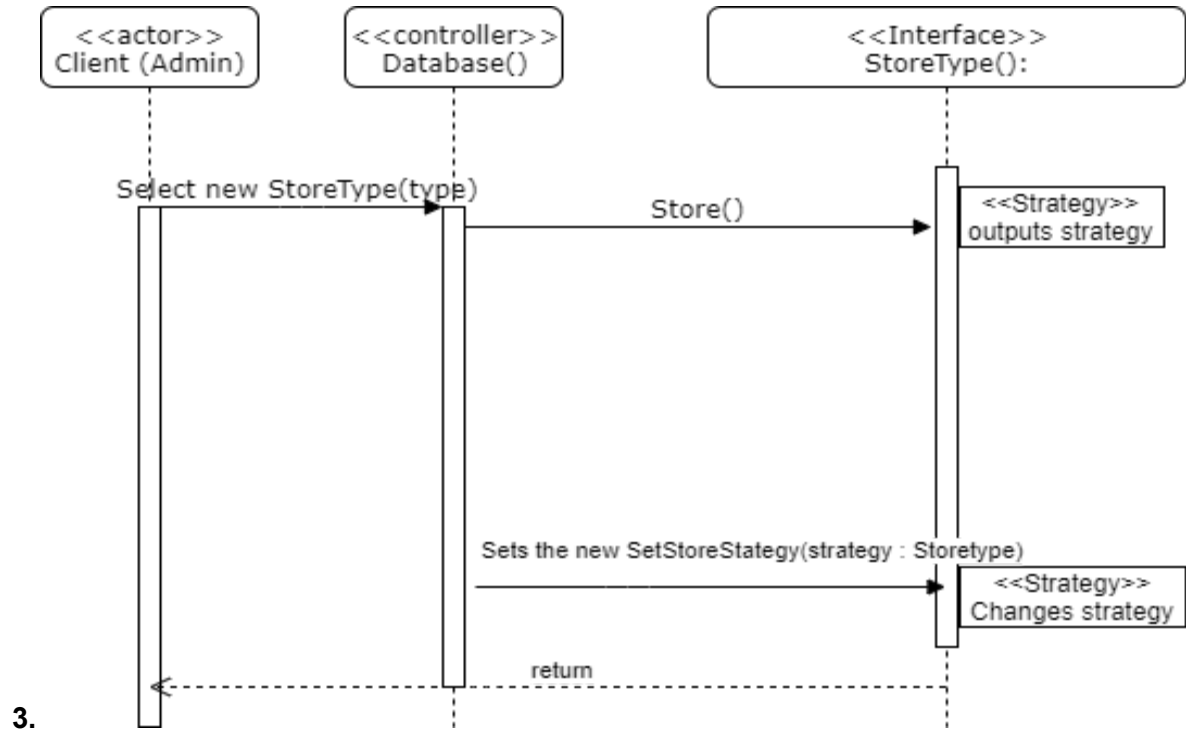 <<actor>>
Client (Admin)
<<controller>>
Database()
<<Interface>>
StoreType():
Select new StoreType(type)
Store()
<<Strategy>>
outputs strategy
Sets the new SetStoreStategy(strategy : Storetype)
<<Strategy>>
Changes strategy
return
3.